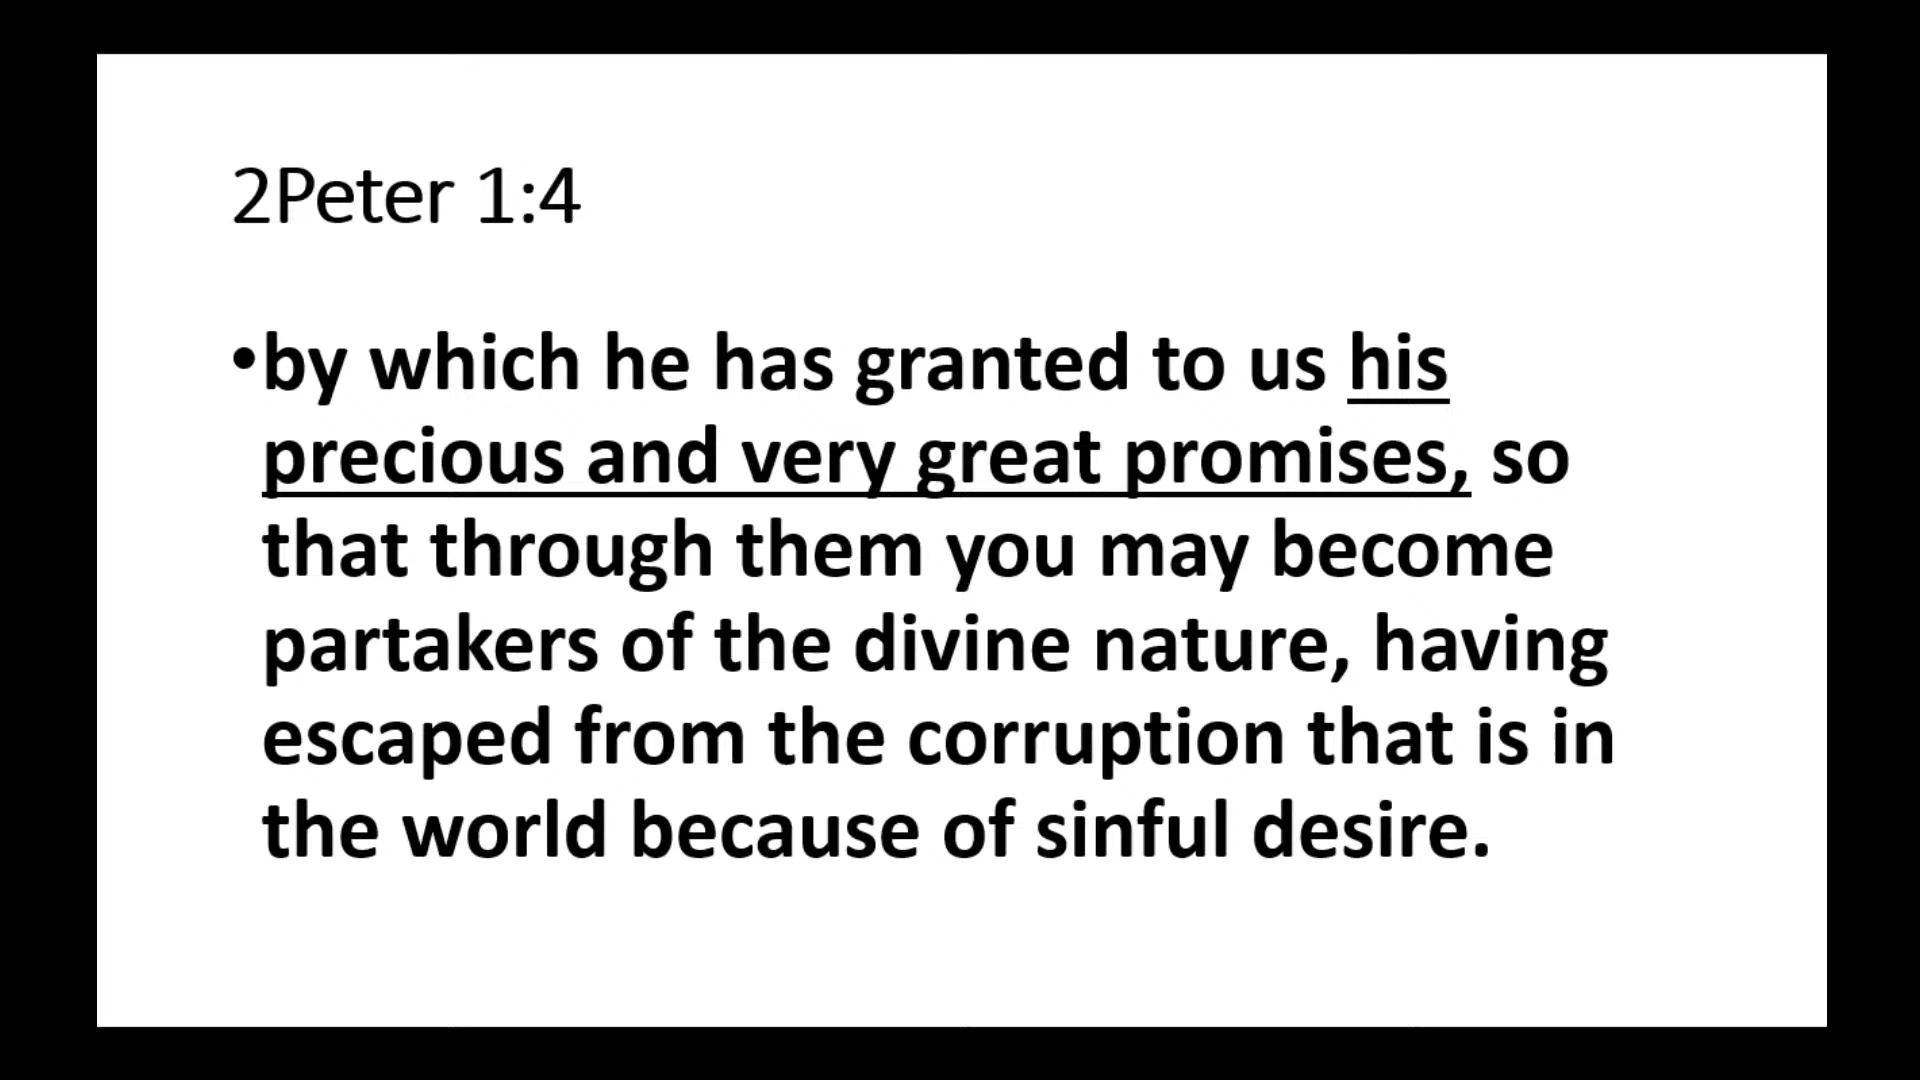 2Peter 1:4
•by which he has granted to us his
precious and very great promises, so
that through them you may become
partakers of the divine nature, having
escaped from the corruption that is in
the world because of sinful desire.